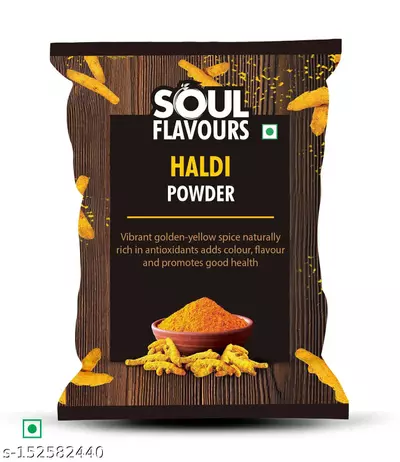 SOUL
FLAVOURS
HALDI
POWDER
Vibrant golden-yellow spice naturally
rich in antioxidants adds colour, flavour
and promotes good health
s-152582440